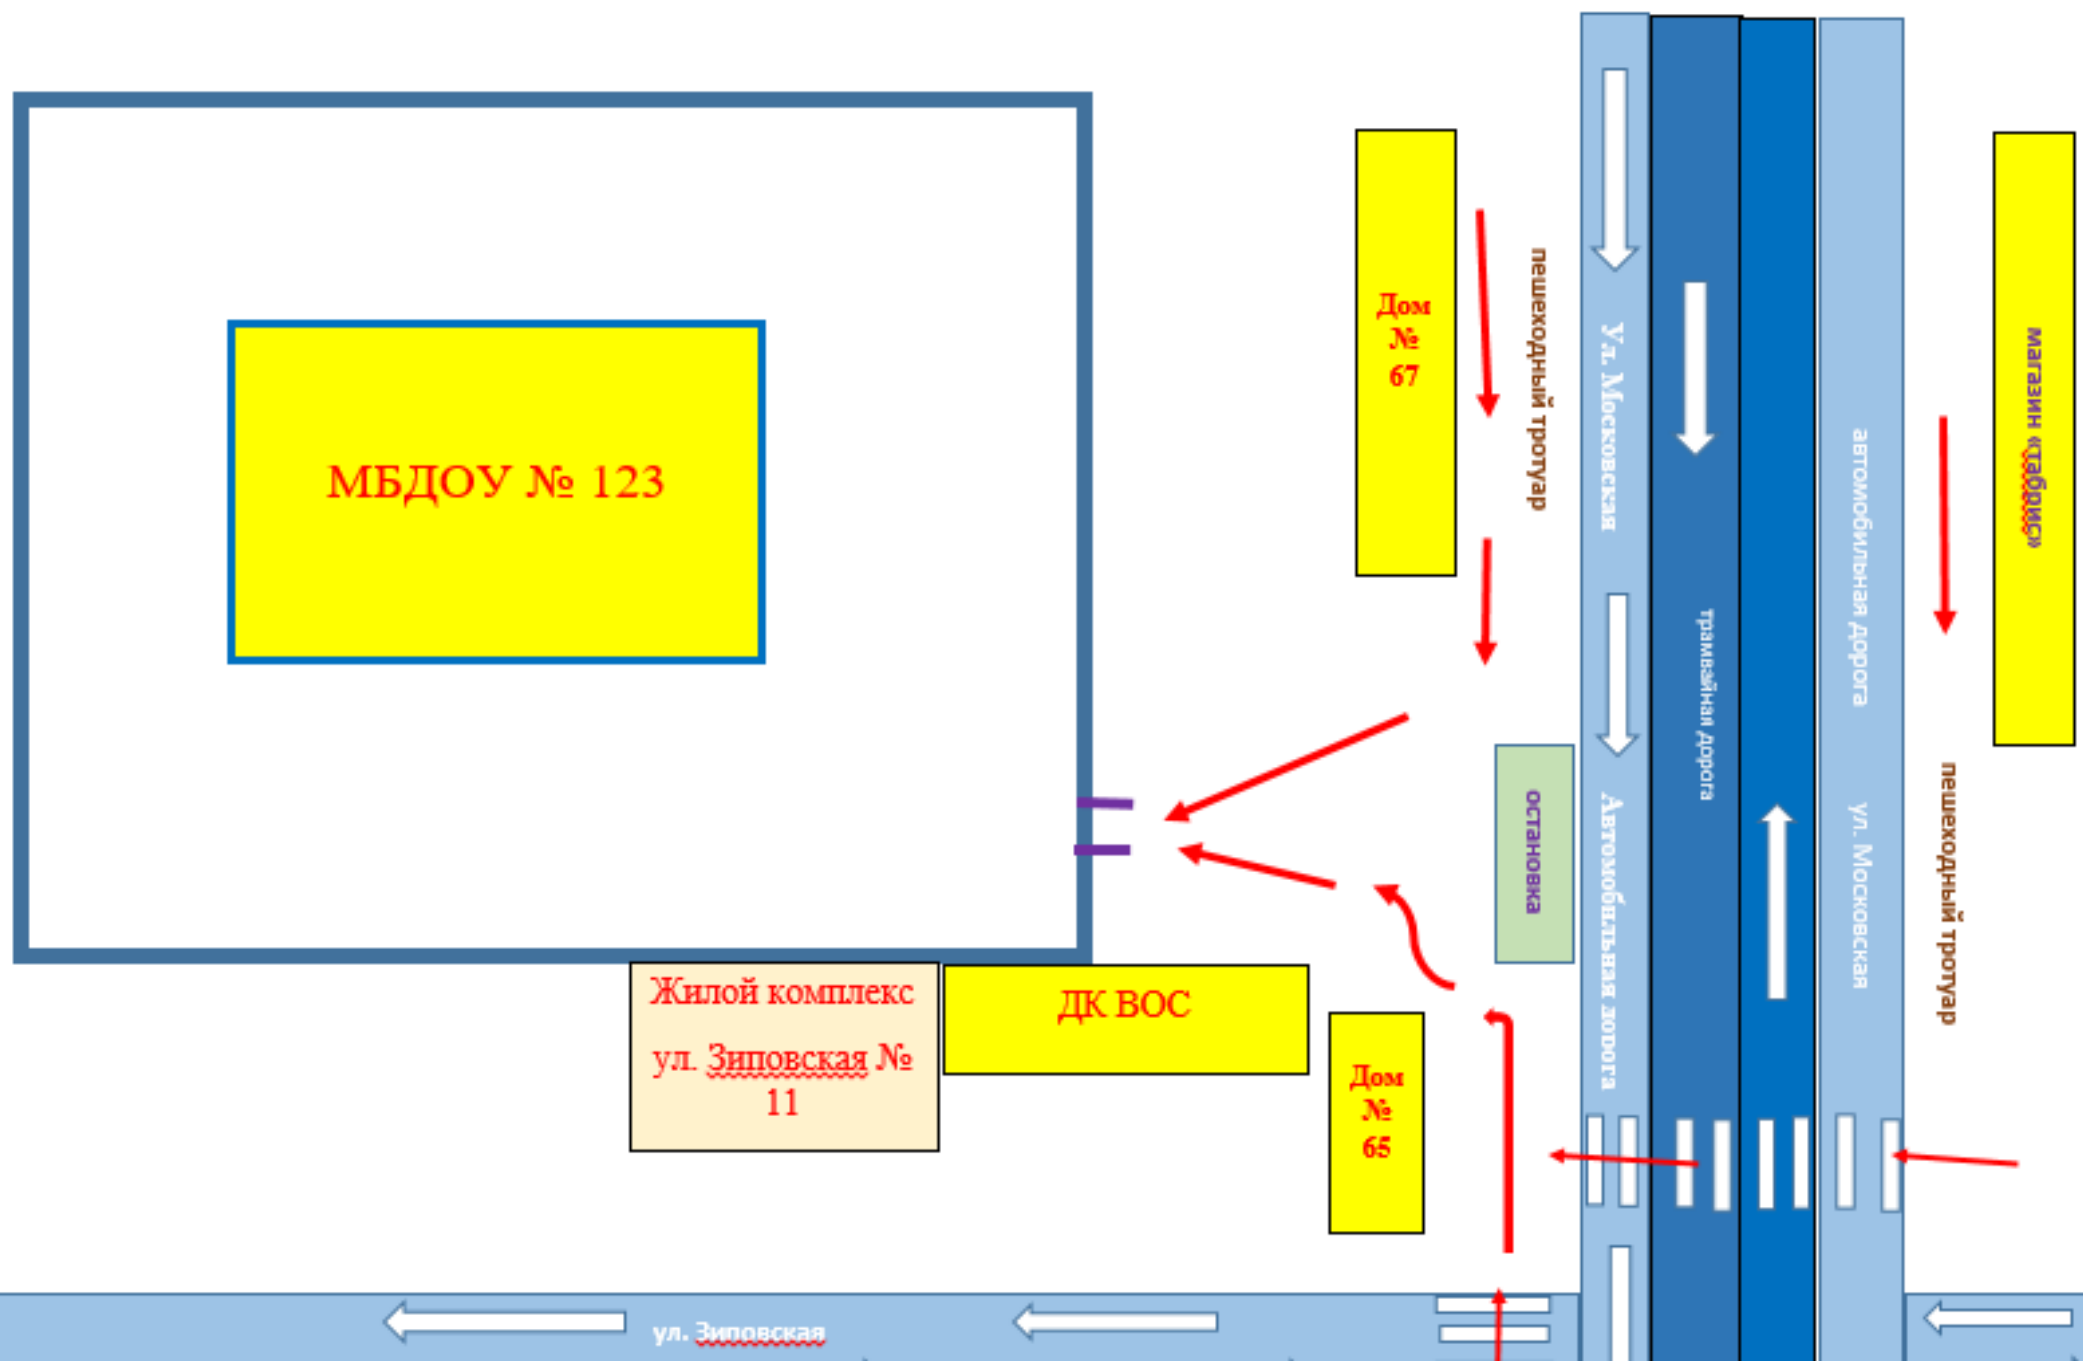 МБДОУ № 123
Дом
№
67
пешеходный тротуар
Ул. Московская
трамвайная дорога
автомобильная дорога
магазин «табрис»
остановка
Автомобильная дорога
ул. Московская
пешеходный тротуар
Жилой комплекс
ул. Зиповская №
11
ДК ВОС
Дом
№
65
ул. Зиповская